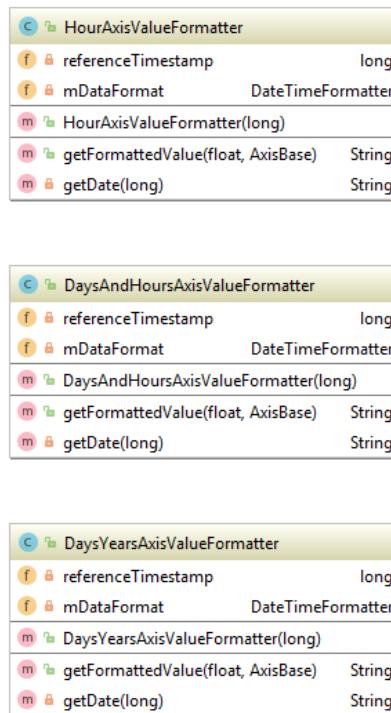 C HourAxisValueFormatter
f referenceTimestamp long
f mDataFormat DateTimeFormatter
m HourAxisValueFormatter(long)
m getFormattedValue(float, AxisBase) String
m getDate(long) String
C DaysAndHoursAxisValueFormatter
f referenceTimestamp long
f mDataFormat DateTimeFormatter
m DaysAndHoursAxisValueFormatter(long)
m getFormattedValue(float, AxisBase) String
m getDate(long) String
C DaysYearsAxisValueFormatter
f referenceTimestamp long
f mDataFormat DateTimeFormatter
m DaysYearsAxisValueFormatter(long)
m getFormattedValue(float, AxisBase) String
m getDate(long) String